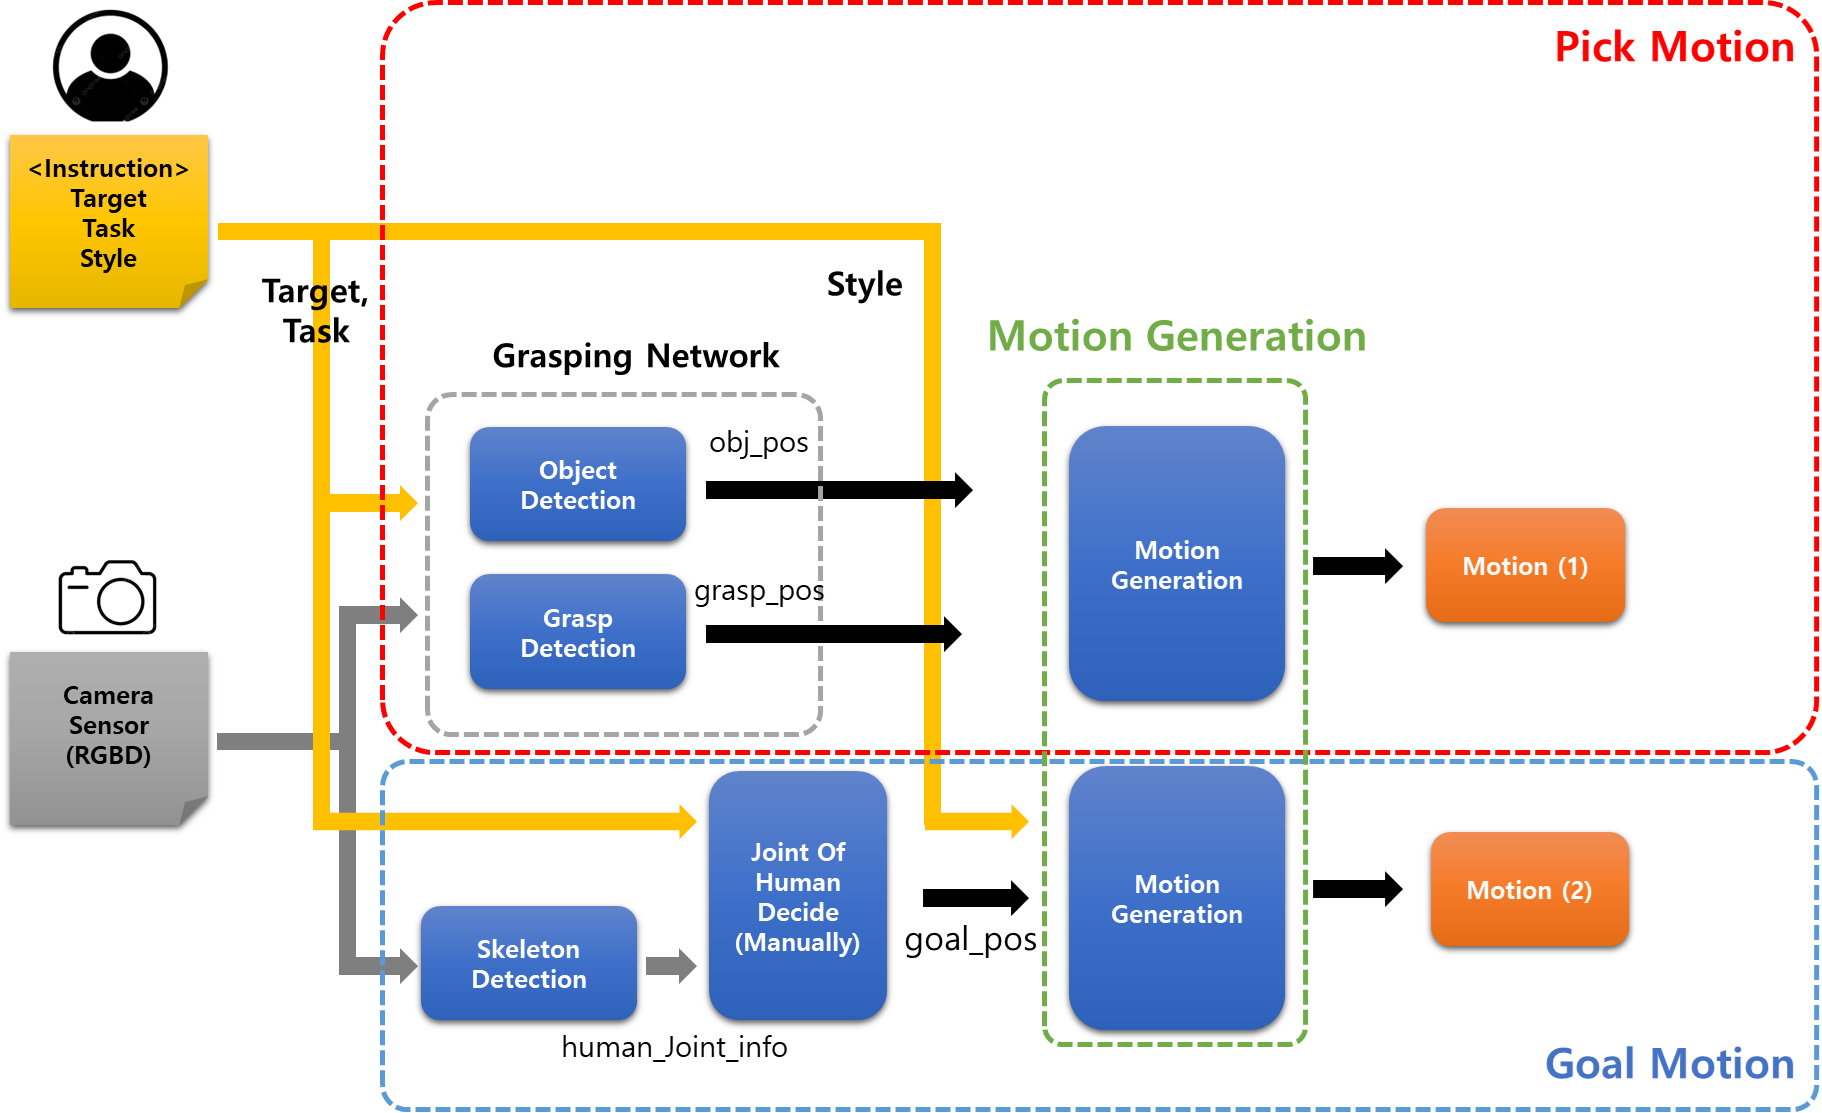 Pick Motion
<Instruction>
Target
Task
Style
Target,
Task
Style
Grasping Network
Motion Generation
Object
Detection
obj_pos
Grasp
Detection
grasp_pos
Motion
Generation
Motion (1)
Camera
Sensor
(RGBD)
Joint Of
Human
Decide
(Manually)
Skeleton
Detection
human_Joint_info
goal_pos
Motion
Generation
Motion (2)
Goal Motion